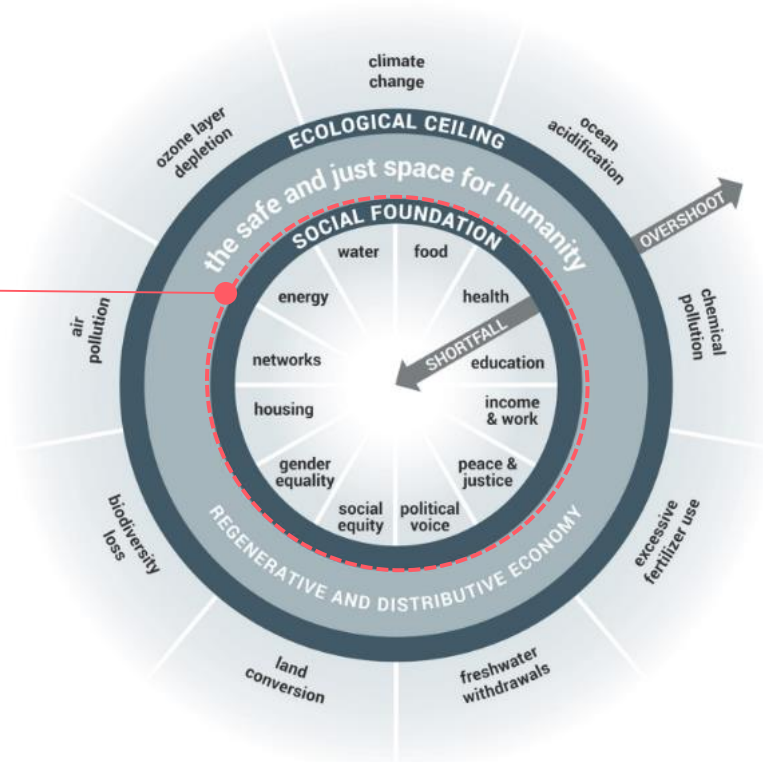 climate
change
ocean
acidification
chemical
pollution
excessive
fertilizer use
freshwater
withdrawals
land
conversion
biodiversity
loss
air
pollution
ozone layer
depletion
ECOLOGICAL CEILING
the safe and just space for humanity
OVERSHOOT
SOCIAL FOUNDATION
water
food
health
SHORTFALL
education
income
& work
peace &
justice
political
voice
social
equity
gender
equality
housing
networks
energy
REGENERATIVE AND DISTRIBUTIVE ECONOMY